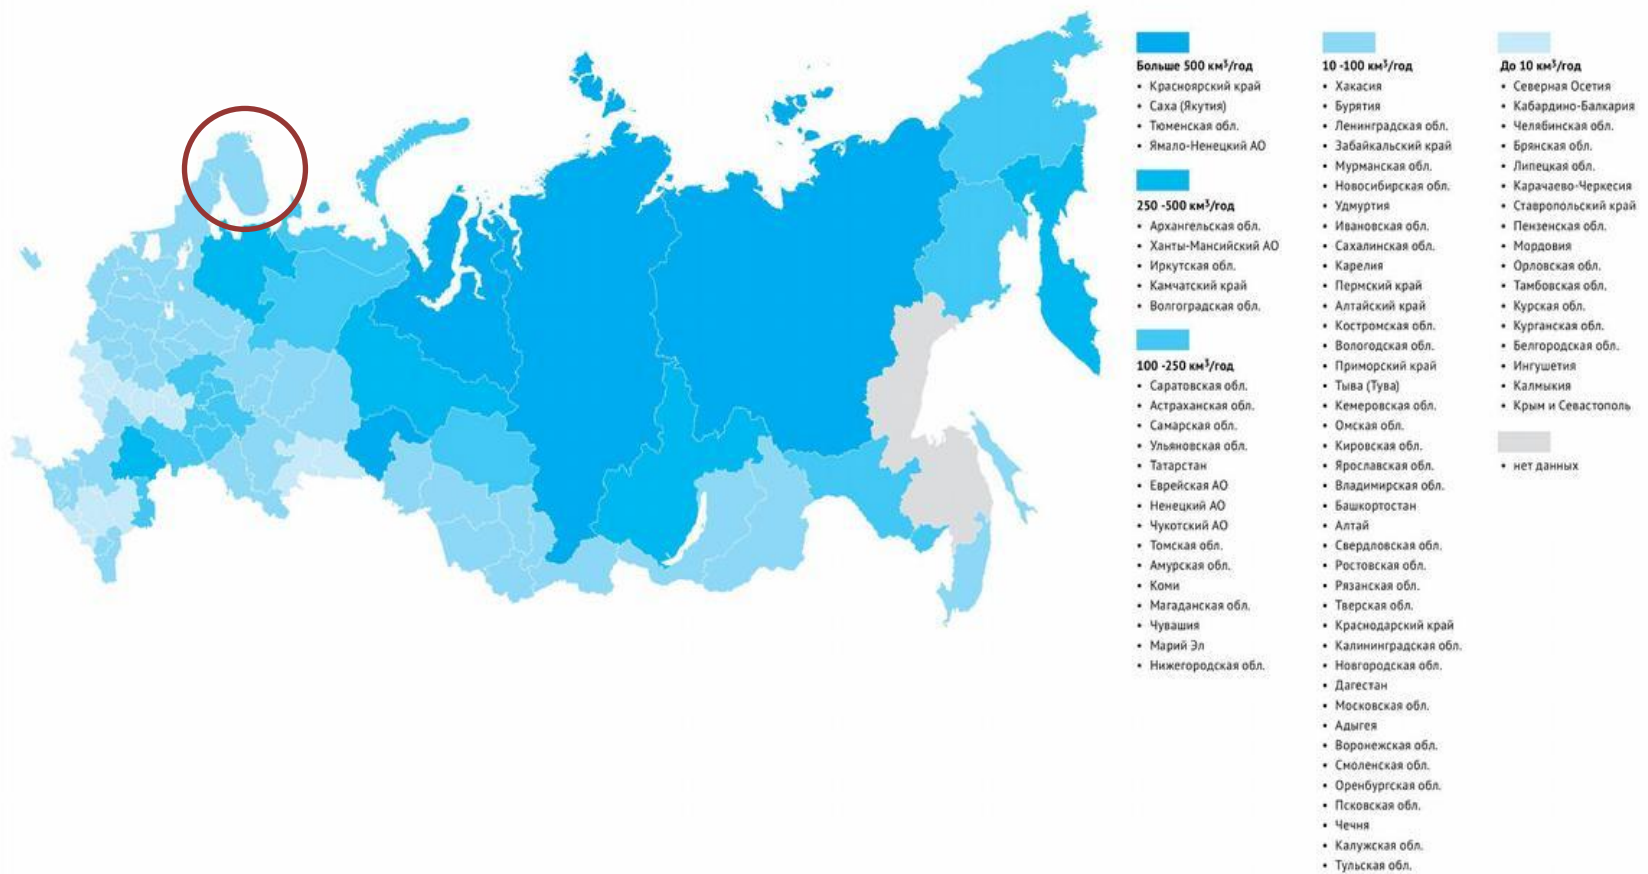 Больше 500 км³/год
• Красноярский край
• Саха (Якутия)
• Тюменская обл.
• Ямало-Ненецкий АО
250 -500 км³/год
• Архангельская обл.
• Ханты-Мансийский АО
• Иркутская обл.
• Камчатский край
• Волгоградская обл.
100 -250 км³/год
• Саратовская обл.
• Астраханская обл.
• Самарская обл.
• Ульяновская обл.
• Татарстан
• Еврейская АО
• Ненецкий АО
• Чукотский АО
• Томская обл.
• Амурская обл.
• Коми
• Магаданская обл.
• Чувашия
• Марий Эл
• Нижегородская обл.
10 -100 км³/год
• Хакасия
• Бурятия
• Ленинградская обл.
• Забайкальский край
• Мурманская обл.
• Новосибирская обл.
• Удмуртия
• Ивановская обл.
• Сахалинская обл.
• Карелия
• Пермский край
• Алтайский край
• Костромская обл.
• Вологодская обл.
• Приморский край
• Тыва (Тува)
• Кемеровская обл.
• Омская обл.
• Кировская обл.
• Ярославская обл.
• Владимирская обл.
• Башкортостан
• Алтай
• Свердловская обл.
• Ростовская обл.
• Рязанская обл.
• Тверская обл.
• Краснодарский край
• Калининградская обл.
• Новгородская обл.
• Дагестан
• Московская обл.
• Адыгея
• Воронежская обл.
• Смоленская обл.
• Оренбургская обл.
• Псковская обл.
• Чечня
• Калужская обл.
• Тульская обл.
До 10 км³/год
• Северная Осетия
• Кабардино-Балкария
• Челябинская обл.
• Брянская обл.
• Липецкая обл.
• Карачаево-Черкесия
• Ставропольский край
• Пензенская обл.
• Мордовия
• Орловская обл.
• Тамбовская обл.
• Курская обл.
• Курганская обл.
• Белгородская обл.
• Ингушетия
• Калмыкия
• Крым и Севастополь
• нет данных